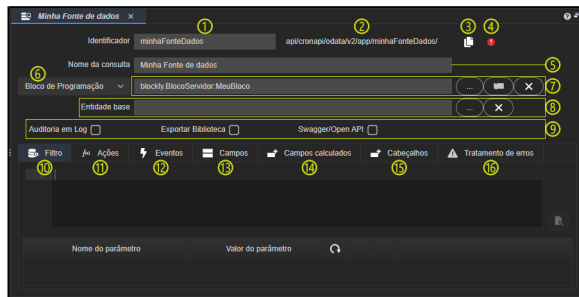 Minha Fonte de dados ×
① ② ③ ④
Identificador minhaFonteDados api/cronapi/odata/v2/app/minhaFonteDados/
Nome da consulta Minha Fonte de dados ⑤
⑥
Bloco de Programação blockly.BlocoServidor:MeuBloco ... × ⑦
Entidade base ... × ⑧
Auditoria em Log Exportar Biblioteca Swagger/Open API ⑨
Filtro f(x) Ações Eventos Campos Campos calculados Cabeçalhos Tratamento de erros
⑩ ⑪ ⑫ ⑬ ⑭ ⑮ ⑯
Nome do parâmetro Valor do parâmetro